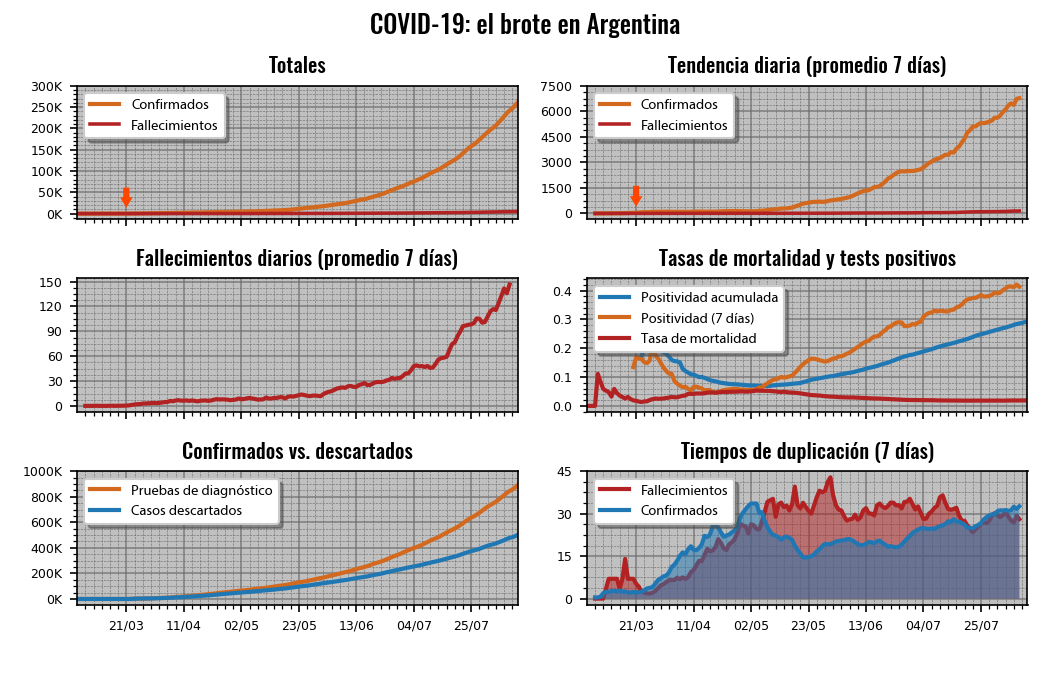 COVID-19: el brote en Argentina
Totales
300K
250K
200K
150K
100K
50K
0K
Confirmados
Fallecimientos
Tendencia diaria (promedio 7 días)
7500
6000
4500
3000
1500
0
Confirmados
Fallecimientos
Fallecimientos diarios (promedio 7 días)
150
120
90
60
30
0
Tasas de mortalidad y tests positivos
0.4
0.3
0.2
0.1
0.0
Positividad acumulada
Positividad (7 días)
Tasa de mortalidad
Confirmados vs. descartados
1000K
800K
600K
400K
200K
0K
Pruebas de diagnóstico
Casos descartados
21/03 11/04 02/05 23/05 13/06 04/07 25/07
Tiempos de duplicación (7 días)
45
30
15
0
Fallecimientos
Confirmados
21/03 11/04 02/05 23/05 13/06 04/07 25/07